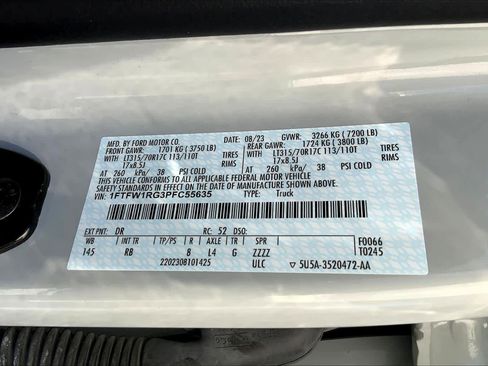 MFD. BY FORD MOTOR CO. DATE: 08/23 GVWR: 3266 KG (7200 LB)
FRONT GAWR: 1701 KG (3750 LB) REAR GAWR: 1724 KG (3800 LB)
WITH LT315/70R17C 113/110T TIRES WITH LT315/70R17C 113/110T TIRES
17x8.5J RIMS 17x8.5J RIMS
AT 260 kPa/ 38 PSI COLD AT 260 kPa/ 38 PSI COLD
THIS VEHICLE CONFORMS TO ALL APPLICABLE FEDERAL MOTOR VEHICLE SAFETY
STANDARDS IN EFFECT ON THE DATE OF MANUFACTURE SHOWN ABOVE.
VIN: 1FTFW1RG3PFC55635 TYPE: Truck
EXT PNT: DR RC: 52 DSO:
WB INT TR TP/PS R AXLE TR SPR F0066
145 RB 8 L4 G ZZZZ T0245
2202308101425 ULC 5U5A-3520472-AA